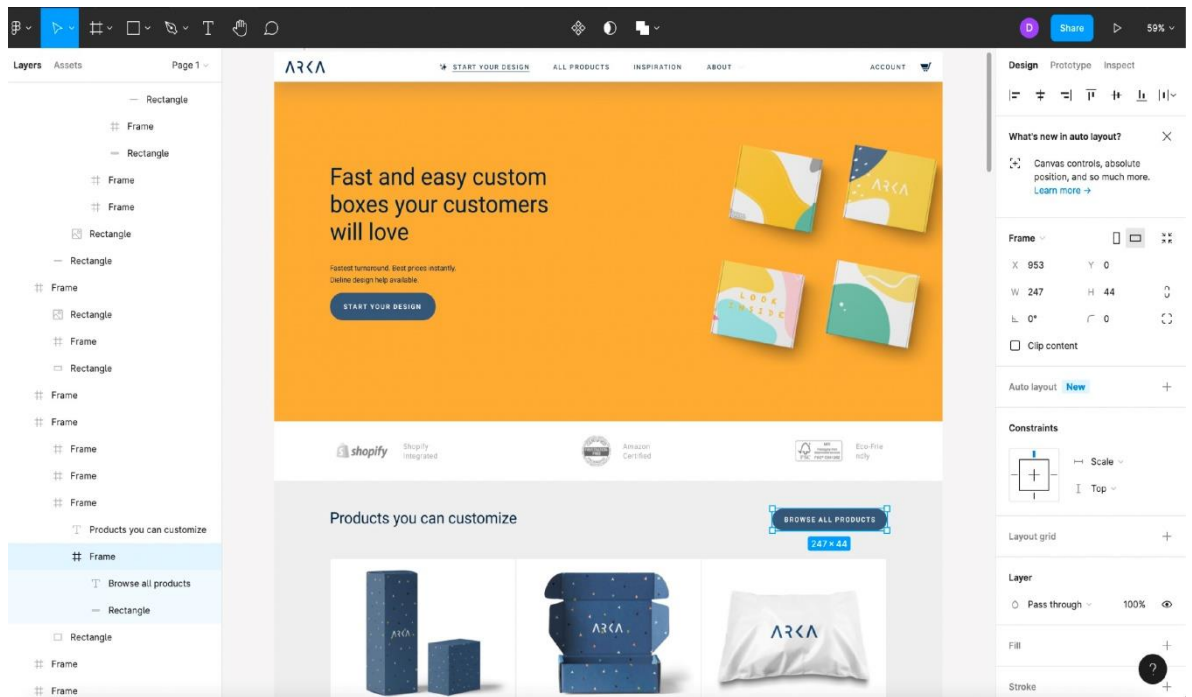 Share
59%
D
Layers
Assets
Page 1
Rectangle
Frame
Rectangle
Frame
Frame
Rectangle
Rectangle
Frame
Rectangle
Frame
Rectangle
Frame
Frame
Frame
Frame
Frame
Products you can customize
Frame
Browse all products
Rectangle
Rectangle
Frame
Frame
ARKA
START YOUR DESIGN
ALL PRODUCTS
INSPIRATION
ABOUT
ACCOUNT
Fast and easy custom
boxes your customers
will love
Fastest turnaround. Best prices instantly.
Dieline design help available.
START YOUR DESIGN
ARKA
LOOK
INSIDE
shopify
Shopify
Integrated
Amazon
Certified
FSC
Eco-Frie
ndly
Products you can customize
BROWSE ALL PRODUCTS
247 × 44
ARKA
ARKA
ARKA
Design
Prototype
Inspect
What's new in auto layout?
Canvas controls, absolute
position, and so much more.
Learn more →
Frame
X 953
Y 0
W 247
H 44
0°
0
Clip content
Auto layout
New
Constraints
Scale
Top
Layout grid
Layer
Pass through
100%
Fill
?
Stroke